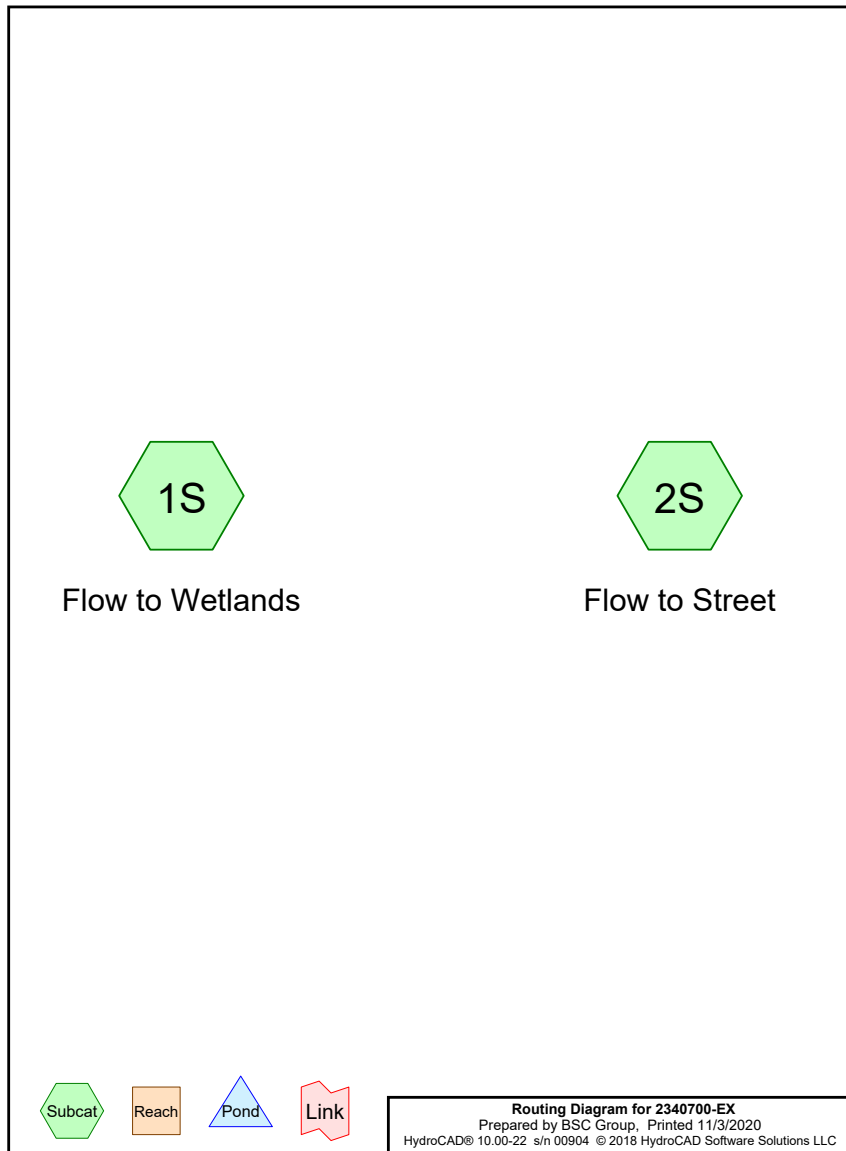 1S
2S
Flow to Wetlands
Flow to Street
Subcat
Reach
Pond
Link
Routing Diagram for 2340700-EX
Prepared by BSC Group, Printed 11/3/2020
HydroCAD® 10.00-22 s/n 00904 © 2018 HydroCAD Software Solutions LLC